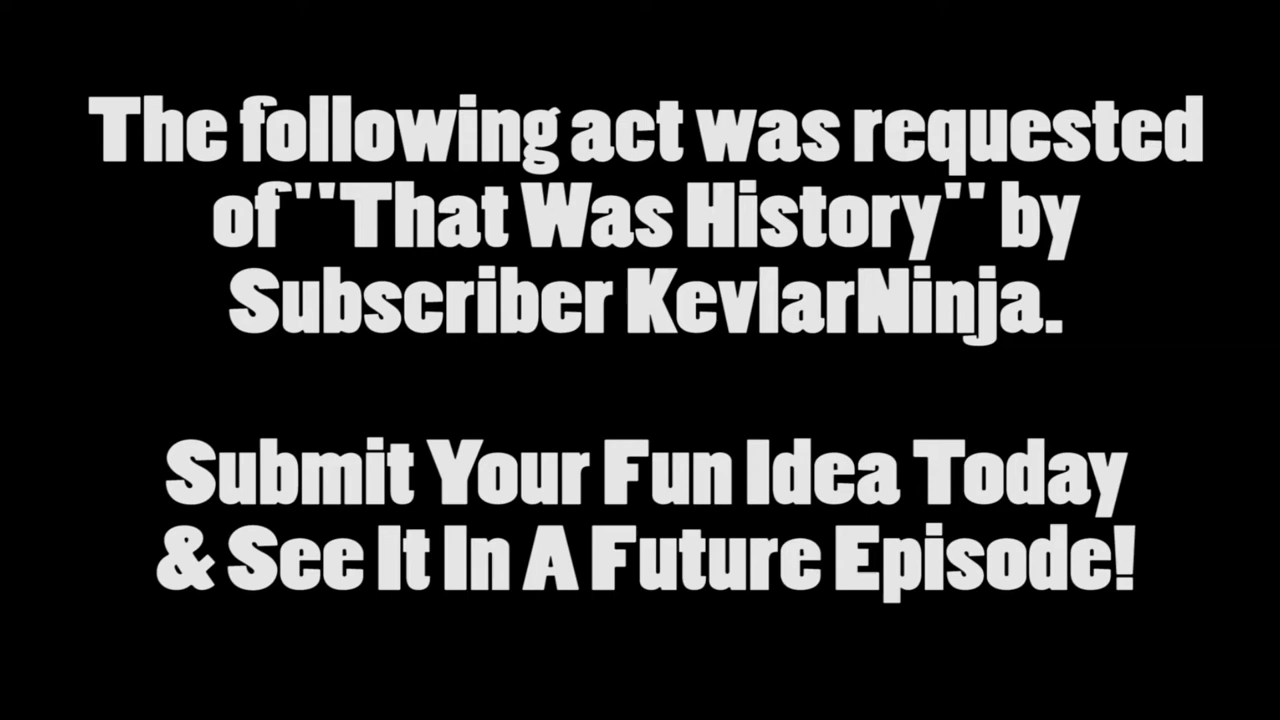 The following act was requested
of "That Was History" by
Subscriber KevlarNinja.
Submit Your Fun Idea Today
& See It In A Future Episode!